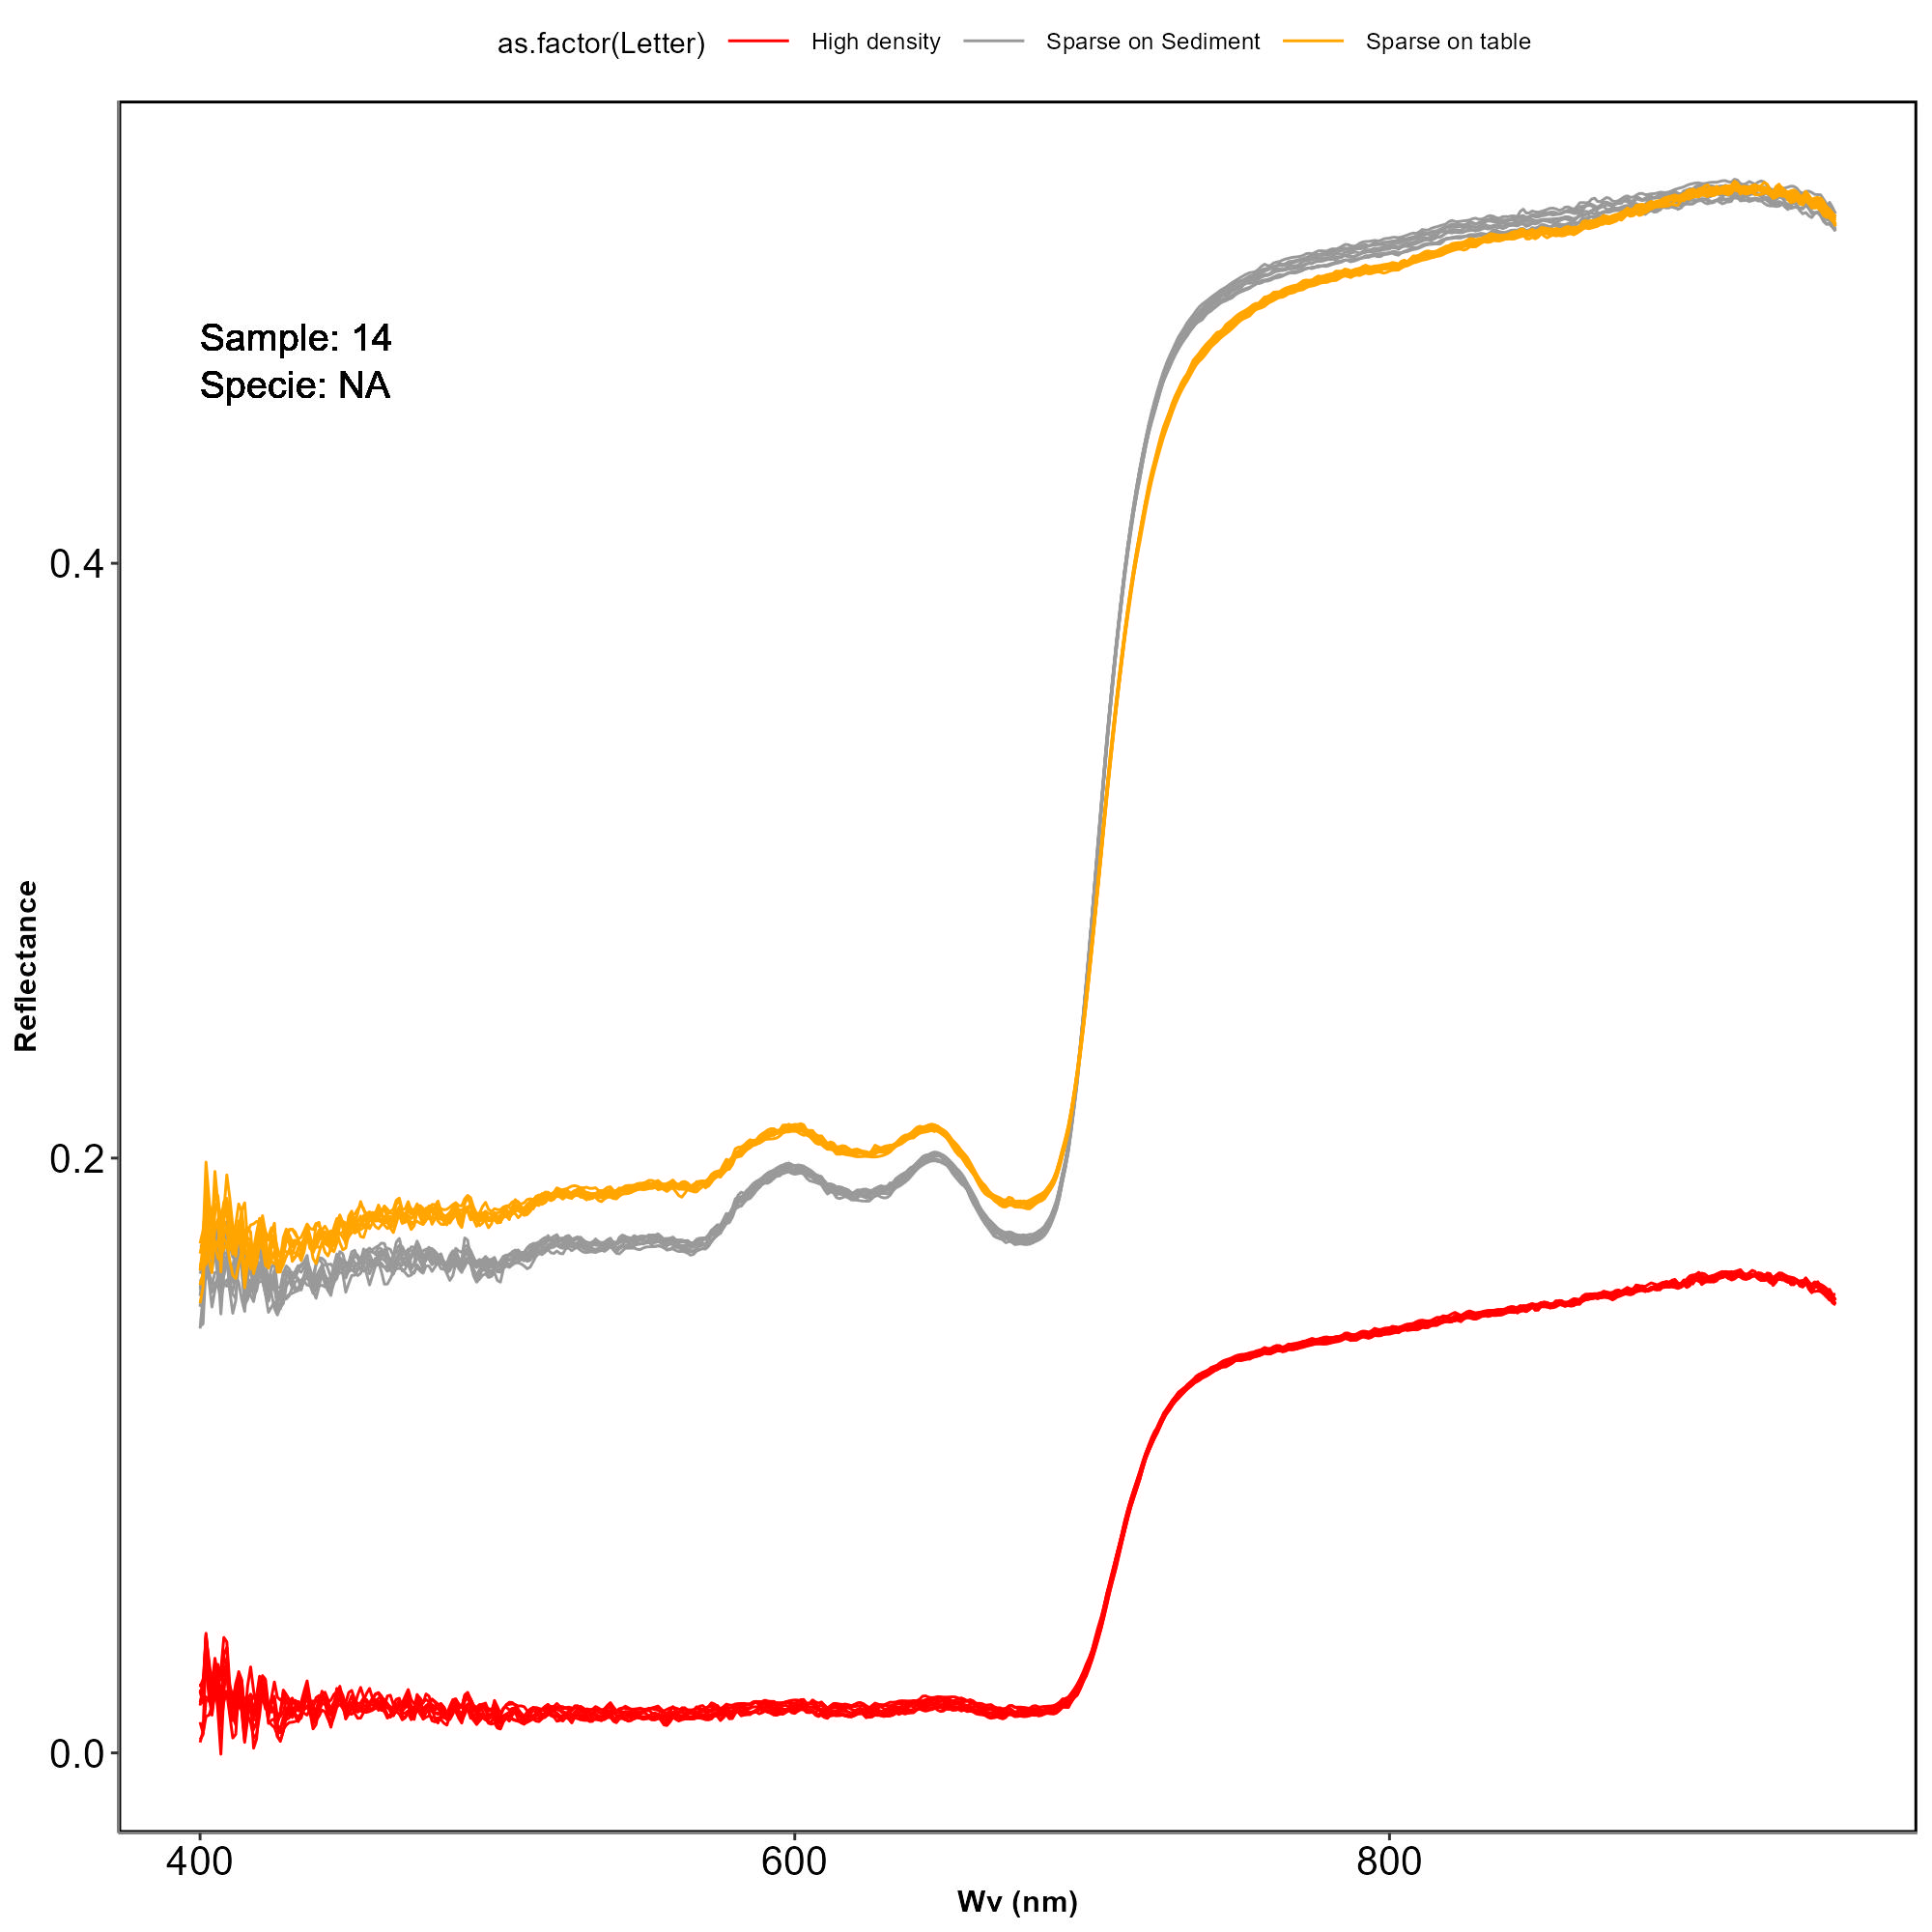 as.factor(Letter) High density Sparse on Sediment Sparse on table
Sample: 14
Specie: NA
0.4
0.2
0.0
Reflectance
400 600 800
Wv (nm)